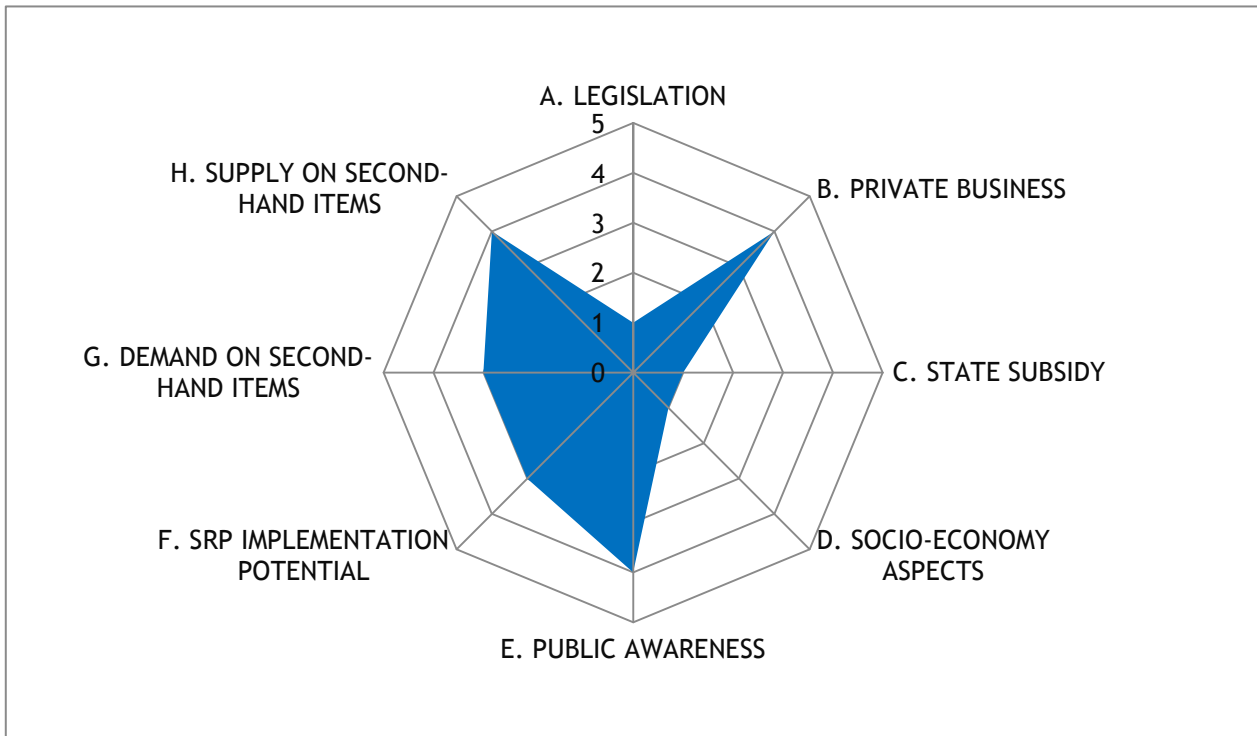 A. LEGISLATION
5
4
3
2
1
0
B. PRIVATE BUSINESS
C. STATE SUBSIDY
D. SOCIO-ECONOMY
ASPECTS
E. PUBLIC AWARENESS
F. SRP IMPLEMENTATION
POTENTIAL
G. DEMAND ON SECOND-
HAND ITEMS
H. SUPPLY ON SECOND-
HAND ITEMS